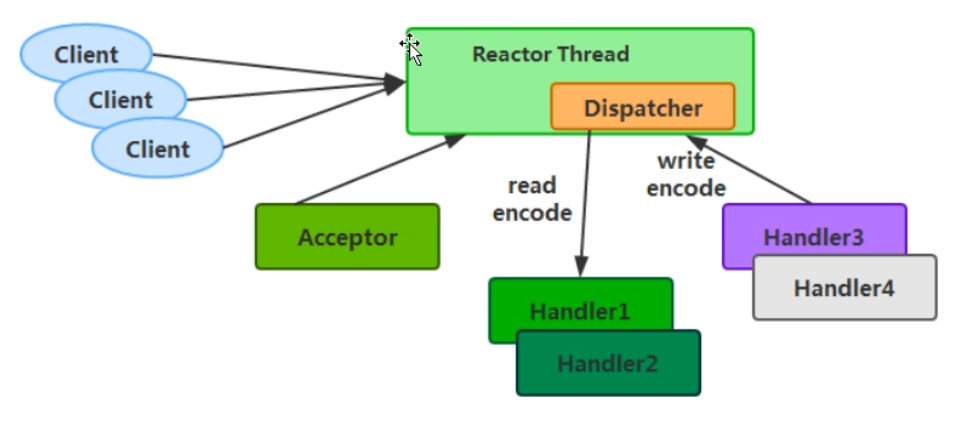 Client
Client
Client
Reactor Thread
Dispatcher
read
encode
write
encode
Acceptor
Handler3
Handler4
Handler1
Handler2